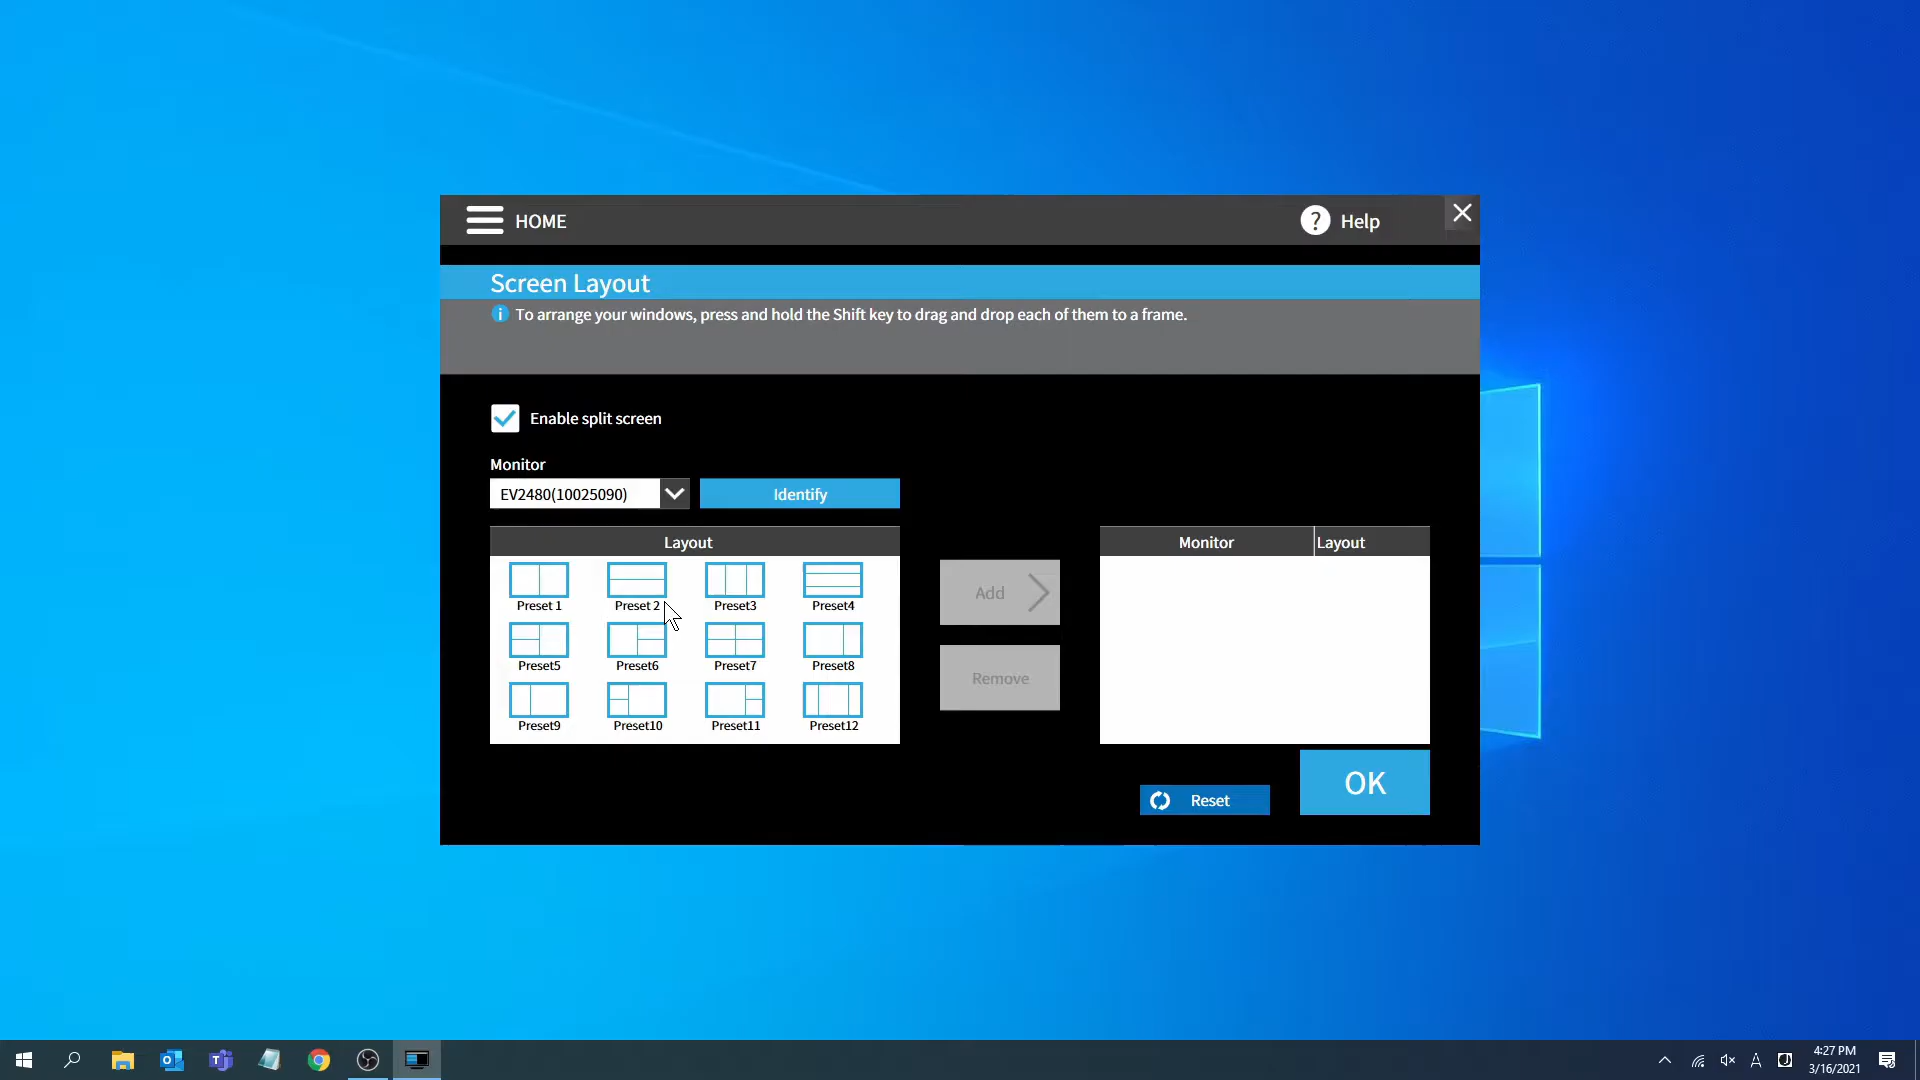 HOME
? Help
Screen Layout
i To arrange your windows, press and hold the Shift key to drag and drop each of them to a frame.
Enable split screen
Monitor
EV2480(10025090)
Identify
Layout
Preset 1 Preset 2 Preset3 Preset4
Preset5 Preset6 Preset7 Preset8
Preset9 Preset10 Preset11 Preset12
Add
Remove
Monitor Layout
Reset
OK
A
4:27 PM
3/16/2021